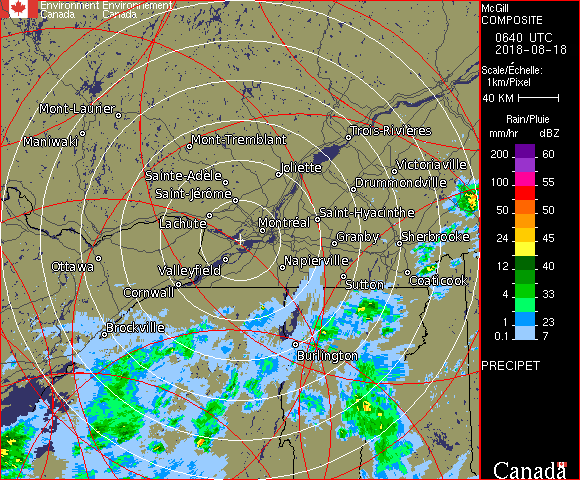 Environment Environnement
Canada Canada
McGill
COMPOSITE
0640 UTC
2018-08-18
Scale/Échelle:
1km/Pixel
40 KM
Rain/Pluie
mm/hr dBZ
200 60
100 55
50 50
24 45
12 40
4 33
1 23
0.1 7
PRECIPET
Mont-Laurier
Maniwaki
Mont-Tremblant
Trois-Rivières
Sainte-Adèle
Joliette
Victoriaville
Saint-Jérôme
Drummondville
Lachute
Montréal
Saint-Hyacinthe
Granby
Sherbrooke
Ottawa
Valleyfield
Napierville
Cornwall
Sutton
Coaticook
Brockville
Burlington
Canada